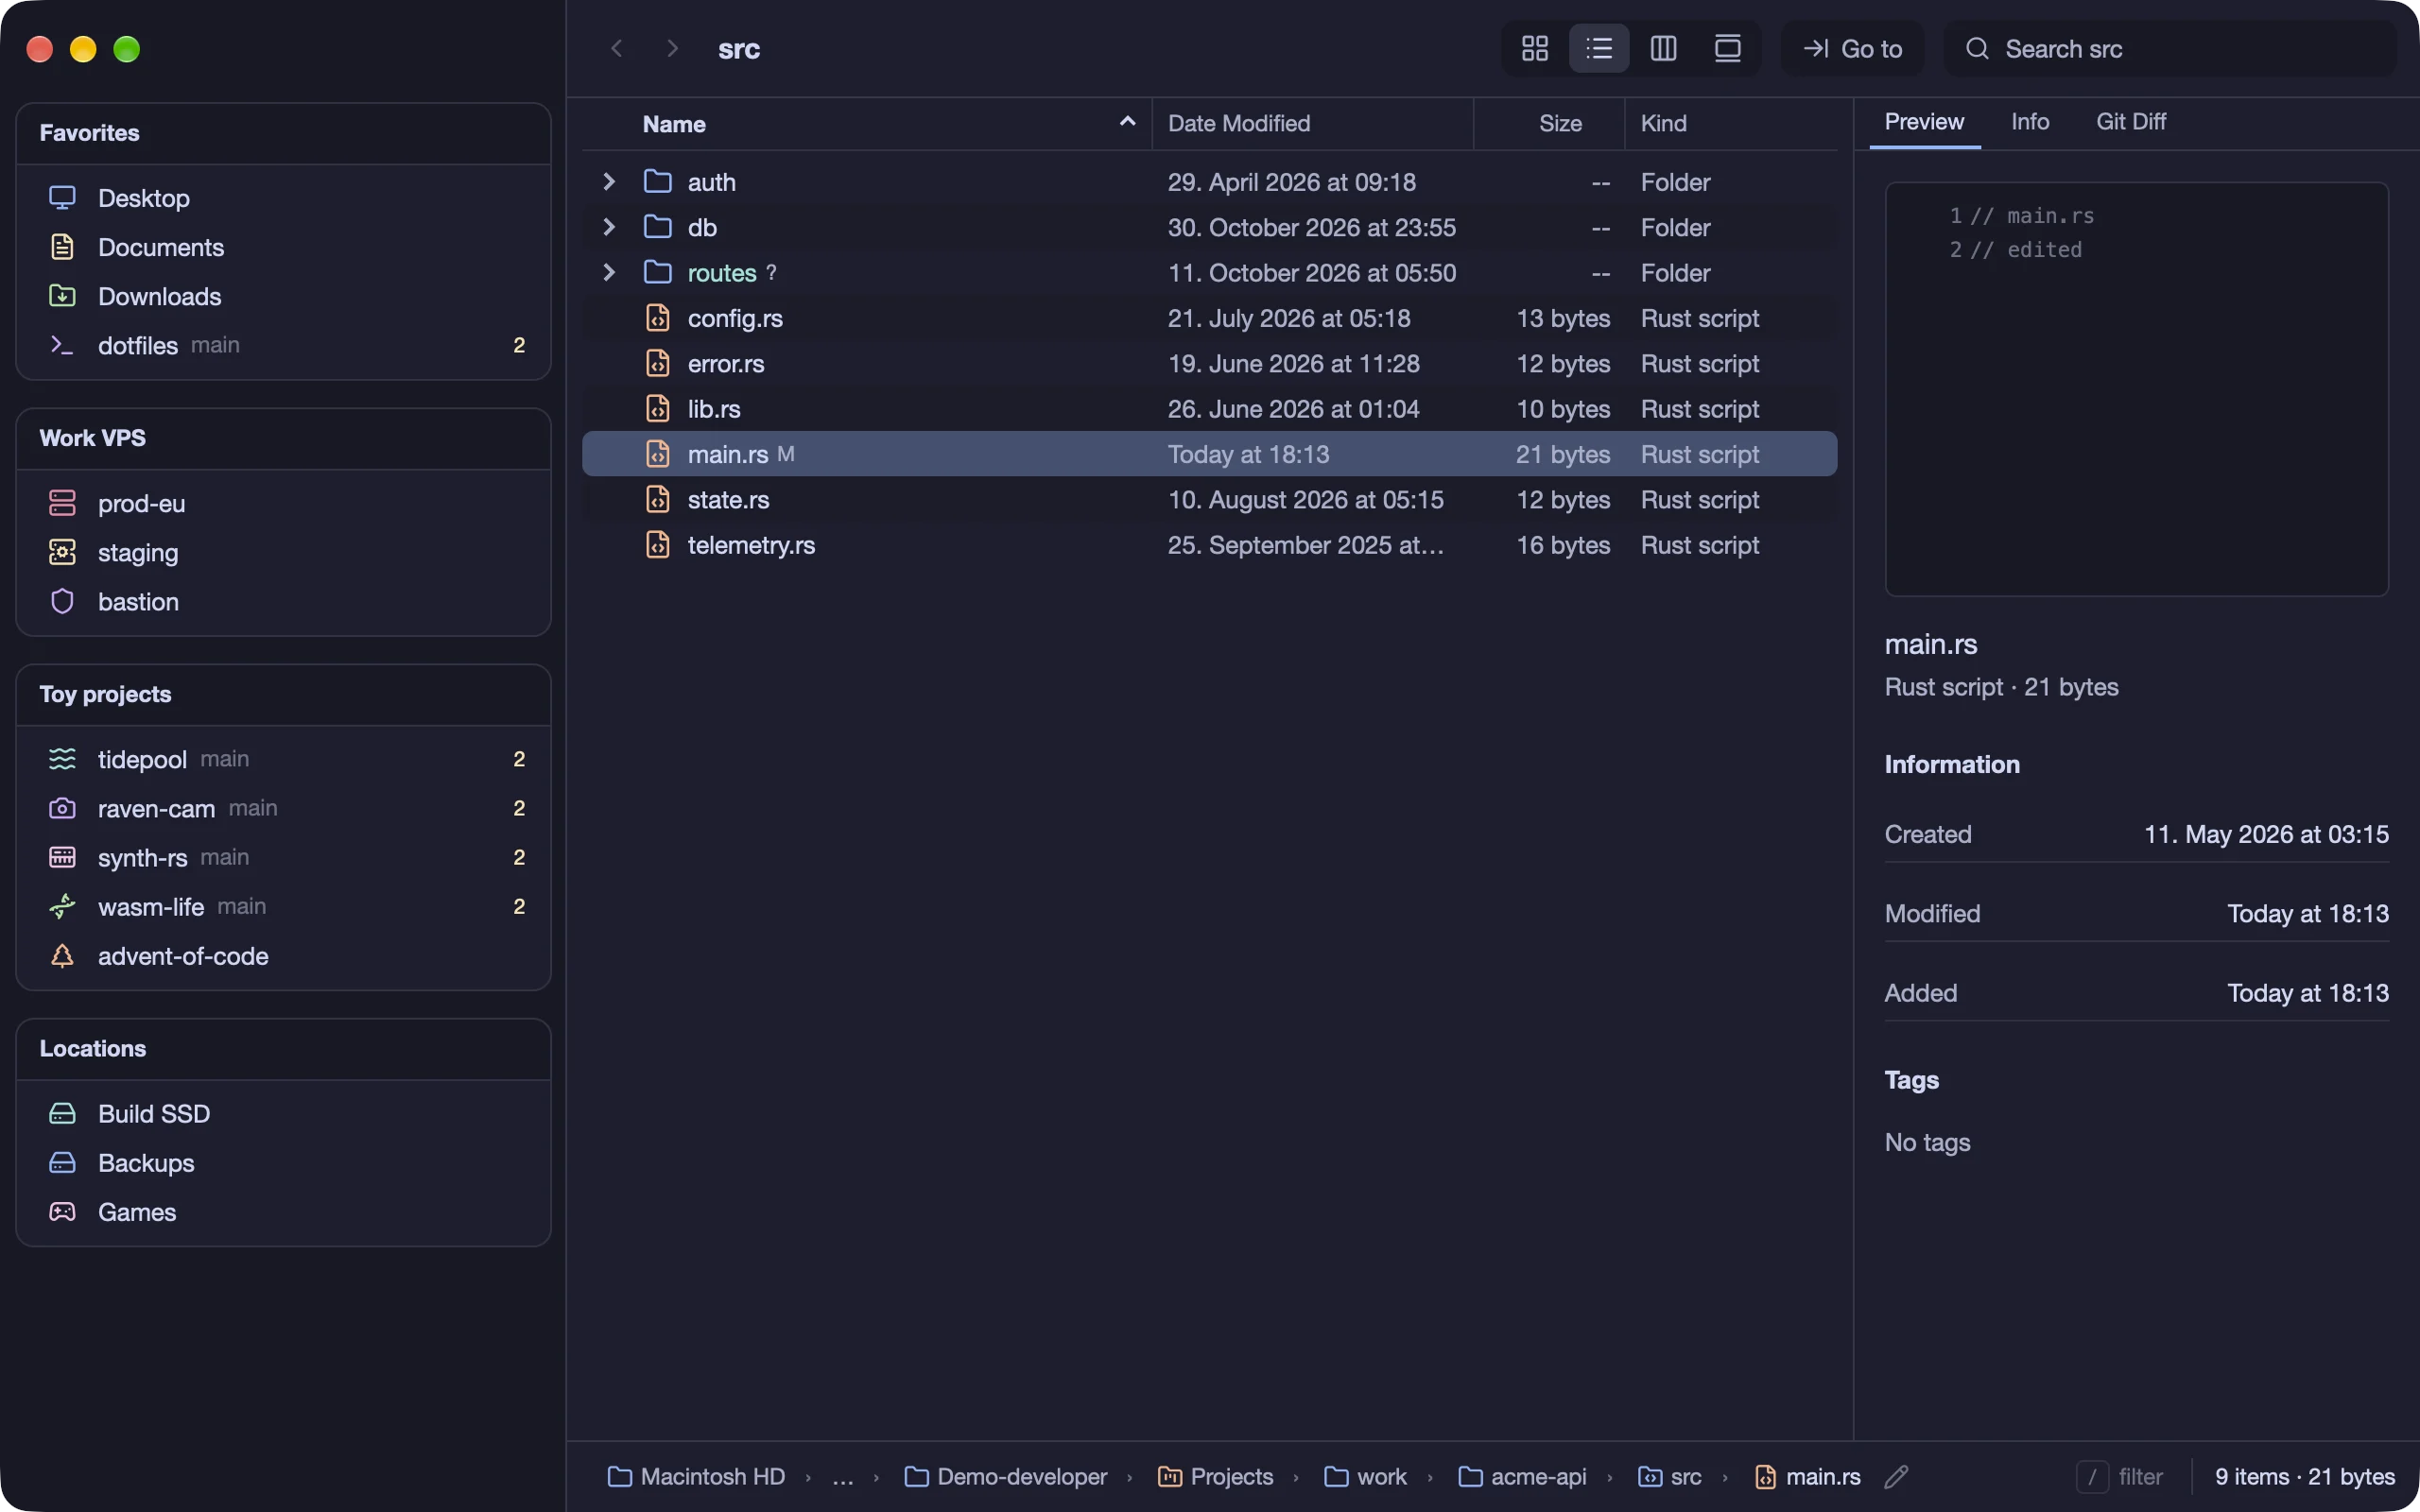 src
Go to
Search src
Favorites
Desktop
Documents
Downloads
dotfiles main 2
Work VPS
prod-eu
staging
bastion
Toy projects
tidepool main 2
raven-cam main 2
synth-rs main 2
wasm-life main 2
advent-of-code
Locations
Build SSD
Backups
Games
Name Date Modified Size Kind
auth 29. April 2026 at 09:18 -- Folder
db 30. October 2026 at 23:55 -- Folder
routes ? 11. October 2026 at 05:50 -- Folder
config.rs 21. July 2026 at 05:18 13 bytes Rust script
error.rs 19. June 2026 at 11:28 12 bytes Rust script
lib.rs 26. June 2026 at 01:04 10 bytes Rust script
main.rs M Today at 18:13 21 bytes Rust script
state.rs 10. August 2026 at 05:15 12 bytes Rust script
telemetry.rs 25. September 2025 at… 16 bytes Rust script
Preview Info Git Diff
1 // main.rs
2 // edited
main.rs
Rust script · 21 bytes
Information
Created 11. May 2026 at 03:15
Modified Today at 18:13
Added Today at 18:13
Tags
No tags
Macintosh HD › … › Demo-developer › Projects › work › acme-api › src › main.rs
/ filter
9 items · 21 bytes